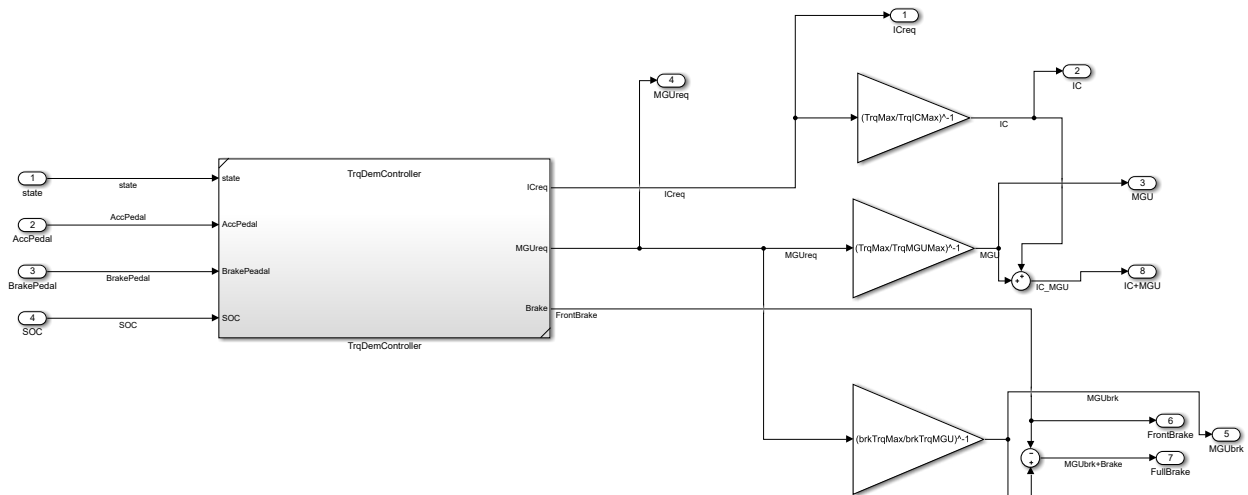 1
ICreq
2
IC
4
MGUreq
(TrqMax/TrqICMax)^-1
IC
TrqDemController
1
state
state
state
ICreq
ICreq
3
MGU
2
AccPedal
AccPedal
AccPedal
MGUreq
MGUreq
(TrqMax/TrqMGUMax)^-1
MGU
+
+
IC_MGU
8
IC+MGU
3
BrakePedal
BrakePedal
BrakePeadal
4
SOC
SOC
SOC
Brake
FrontBrake
TrqDemController
MGUbrk
(brkTrqMax/brkTrqMGU)^-1
6
FrontBrake
5
MGUbrk
−
+
MGUbrk+Brake
7
FullBrake